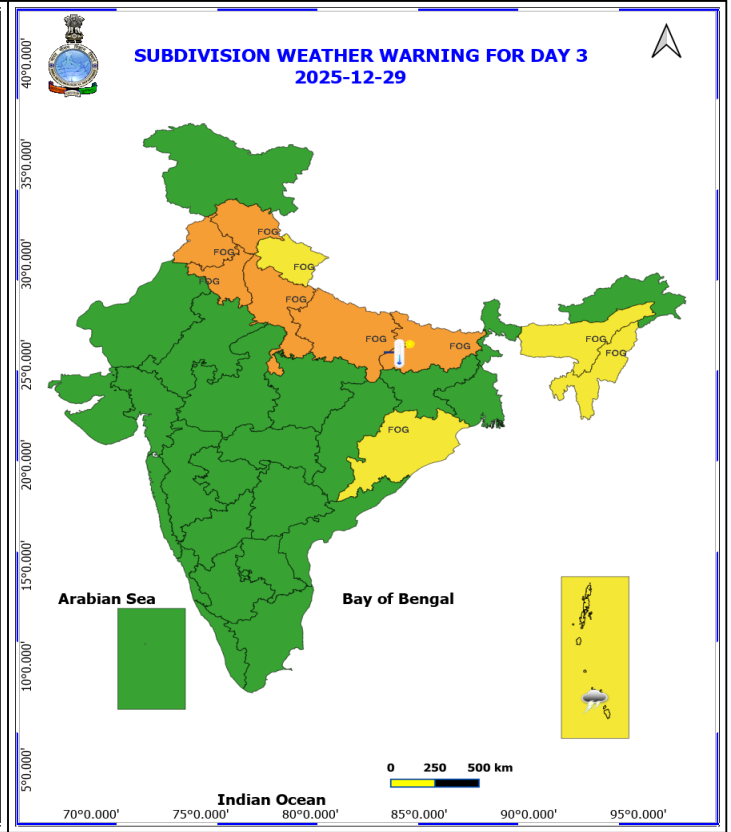 SUBDIVISION WEATHER WARNING FOR DAY 3
2025-12-29
40°0.000'
35°0.000'
30°0.000'
25°0.000'
20°0.000'
15°0.000'
10°0.000'
5°0.000'
FOG
FOG
FOG
FOG
FOG
FOG
FOG
FOG
FOG
FOG
Arabian Sea
Bay of Bengal
0 250 500 km
Indian Ocean
70°0.000' 75°0.000' 80°0.000' 85°0.000' 90°0.000' 95°0.000'